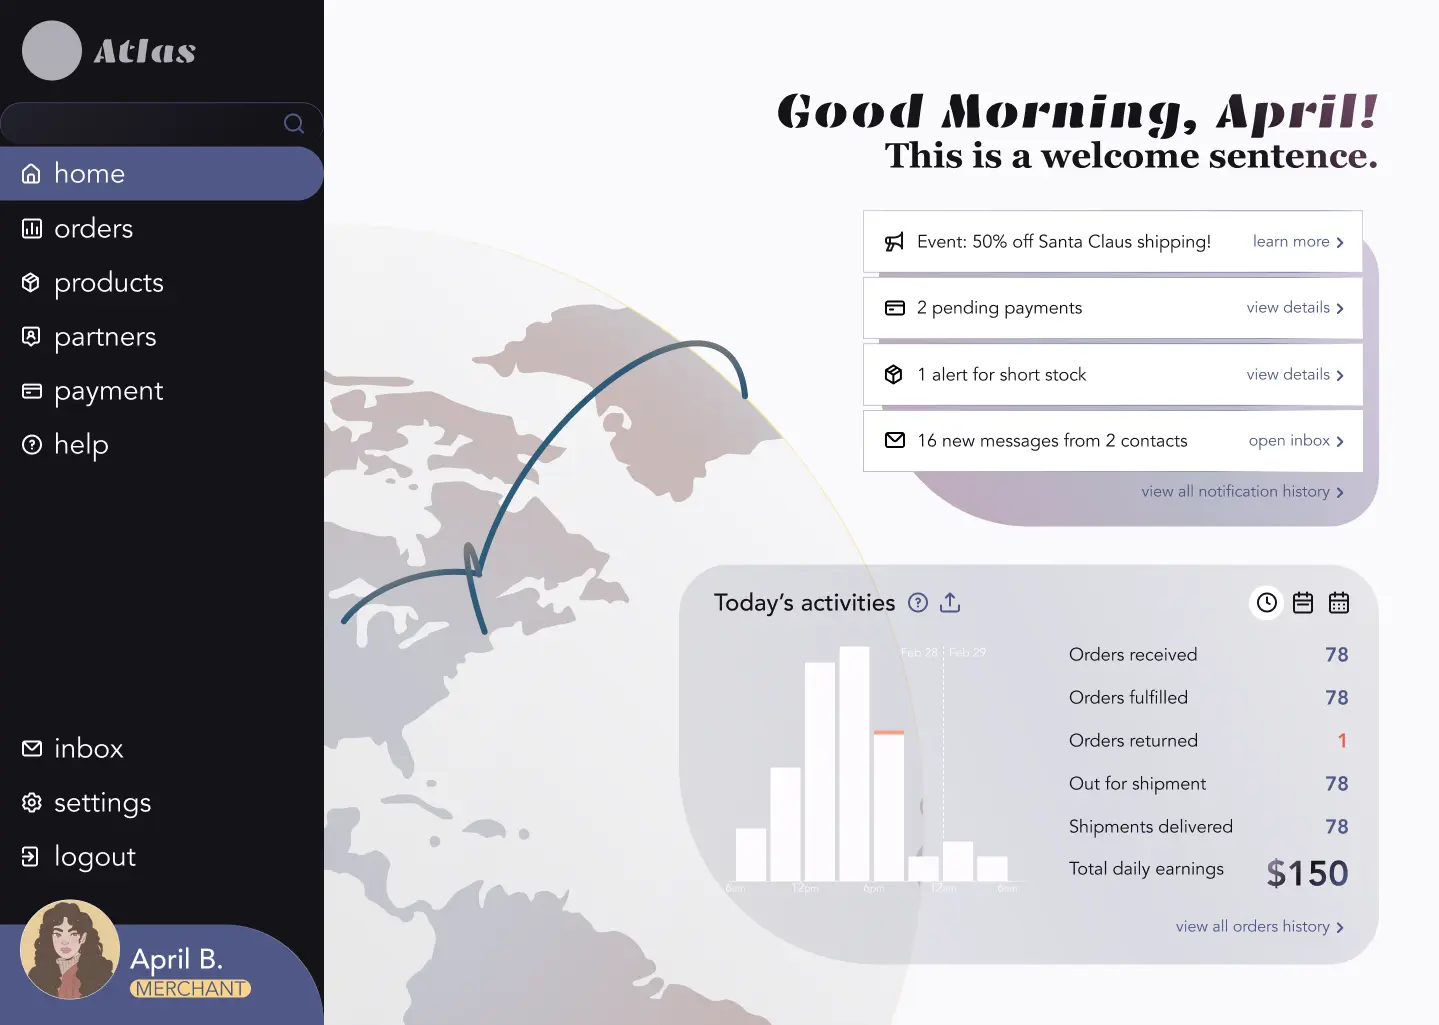 Atlas
home
orders
products
partners
payment
help
inbox
settings
logout
April B.
MERCHANT
Good Morning, April!
This is a welcome sentence.
Event: 50% off Santa Claus shipping! learn more
2 pending payments view details
1 alert for short stock view details
16 new messages from 2 contacts open inbox
view all notification history
Today's activities
Feb 28 Feb 29
6am 12pm 6pm 12am 6am
Orders received 78
Orders fulfilled 78
Orders returned 1
Out for shipment 78
Shipments delivered 78
Total daily earnings $150
view all orders history